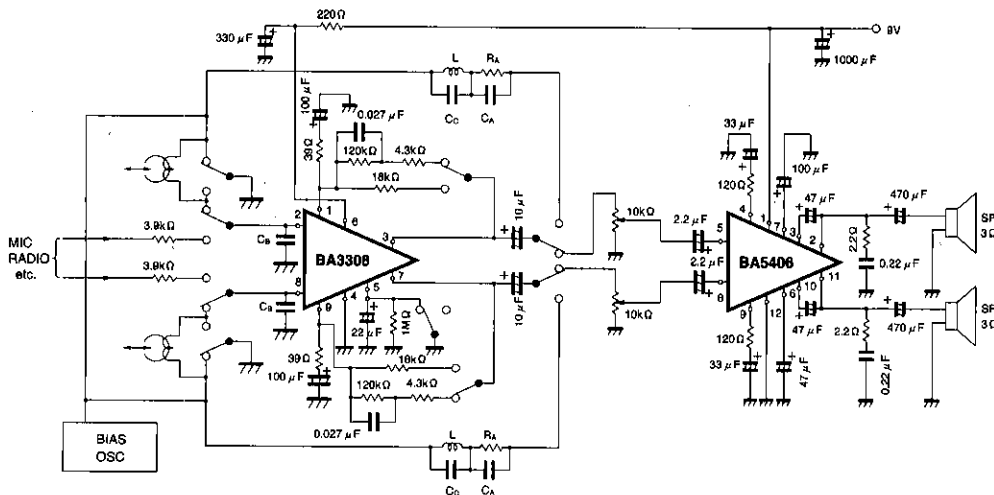 220Ω
330 μF
9V
1000 μF
L
RA
CC
CA
100 μF
0.027 μF
39Ω
120kΩ
4.3kΩ
18kΩ
33 μF
100 μF
120Ω
47 μF
470 μF
SP
3Ω
2.2Ω
0.22 μF
3.9kΩ
MIC
RADIO
etc.
3.9kΩ
CB
CB
2
1
6
3
7
8
9
4
5
BA3308
10 μF
10 μF
10kΩ
10kΩ
2.2 μF
2.2 μF
5
4
1
7
3
2
11
10
6
12
9
8
BA5406
22 μF
1MΩ
39Ω
100 μF
18kΩ
120kΩ
4.3kΩ
0.027 μF
120Ω
33 μF
47 μF
47 μF
2.2Ω
470 μF
0.22 μF
SP
3Ω
BIAS
OSC
L
RA
CC
CA